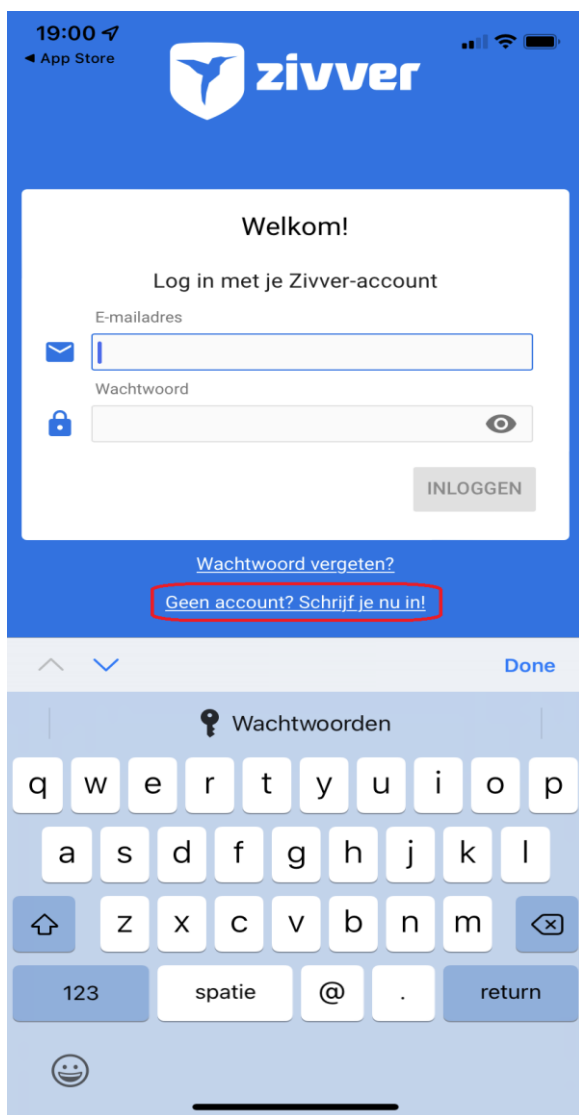 19:00
◀ App Store
zivver
Welkom!
Log in met je Zivver-account
E-mailadres
Wachtwoord
INLOGGEN
Wachtwoord vergeten?
Geen account? Schrijf je nu in!
Done
Wachtwoorden
q w e r t y u i o p
a s d f g h j k l
z x c v b n m
123 spatie @ . return